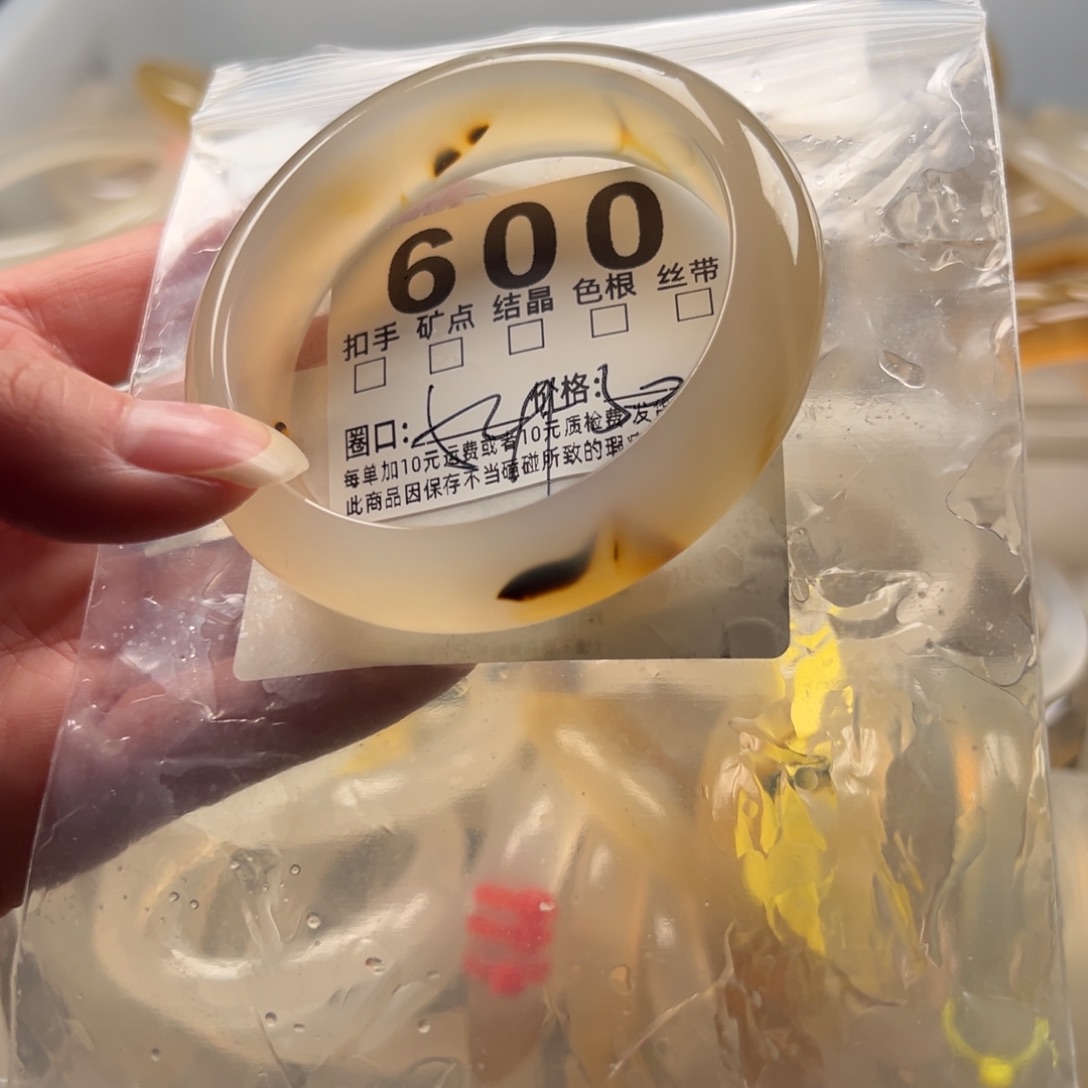 600
扣手 矿点 结晶 色根 丝带
圈口: 价格:
每单加10元运费或者10元质检费 发货
此商品因保存不当磕碰所致的瑕